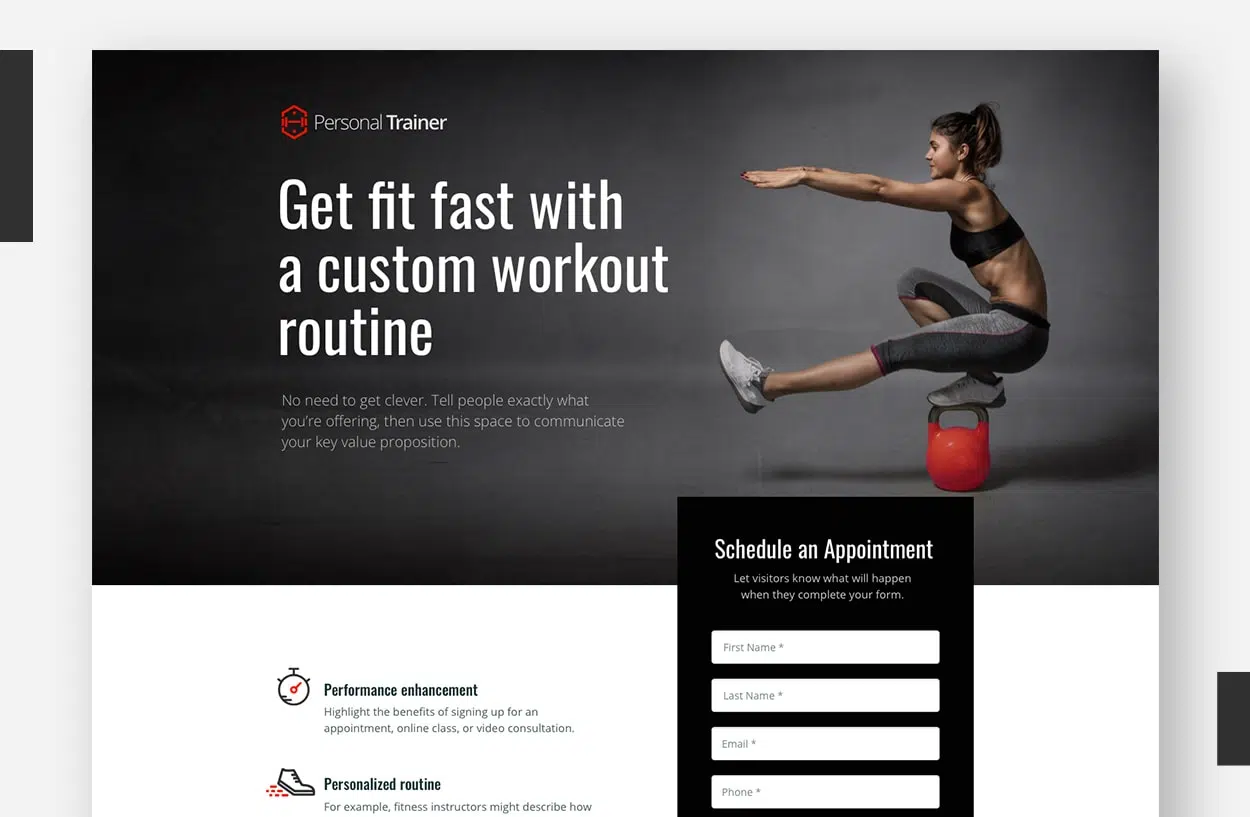 Personal Trainer
Get fit fast with
a custom workout
routine
No need to get clever. Tell people exactly what
you’re offering, then use this space to communicate
your key value proposition.
Schedule an Appointment
Let visitors know what will happen
when they complete your form.
First Name *
Last Name *
Email *
Phone *
Performance enhancement
Highlight the benefits of signing up for an
appointment, online class, or video consultation.
Personalized routine
For example, fitness instructors might describe how